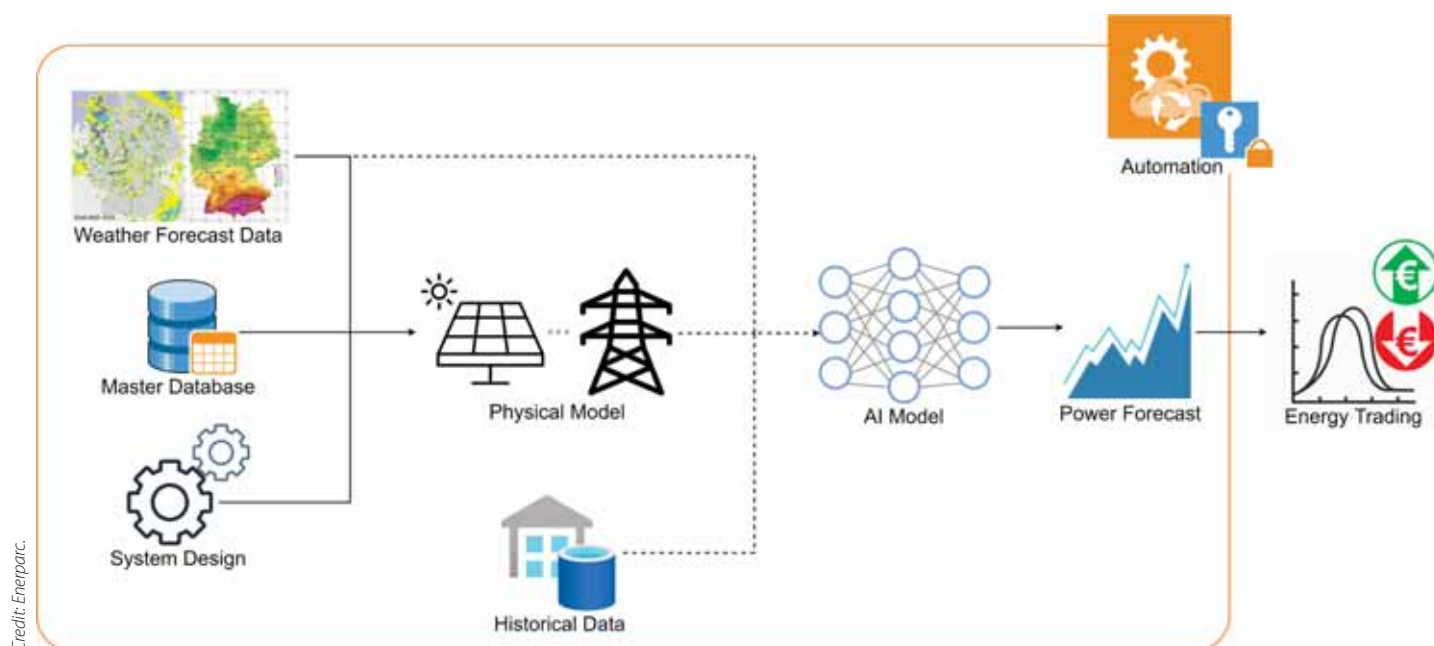 Automation
Weather Forecast Data
Master Database
Physical Model
AI Model
Power Forecast
€
€
Energy Trading
System Design
Historical Data
Credit: Enerparc.